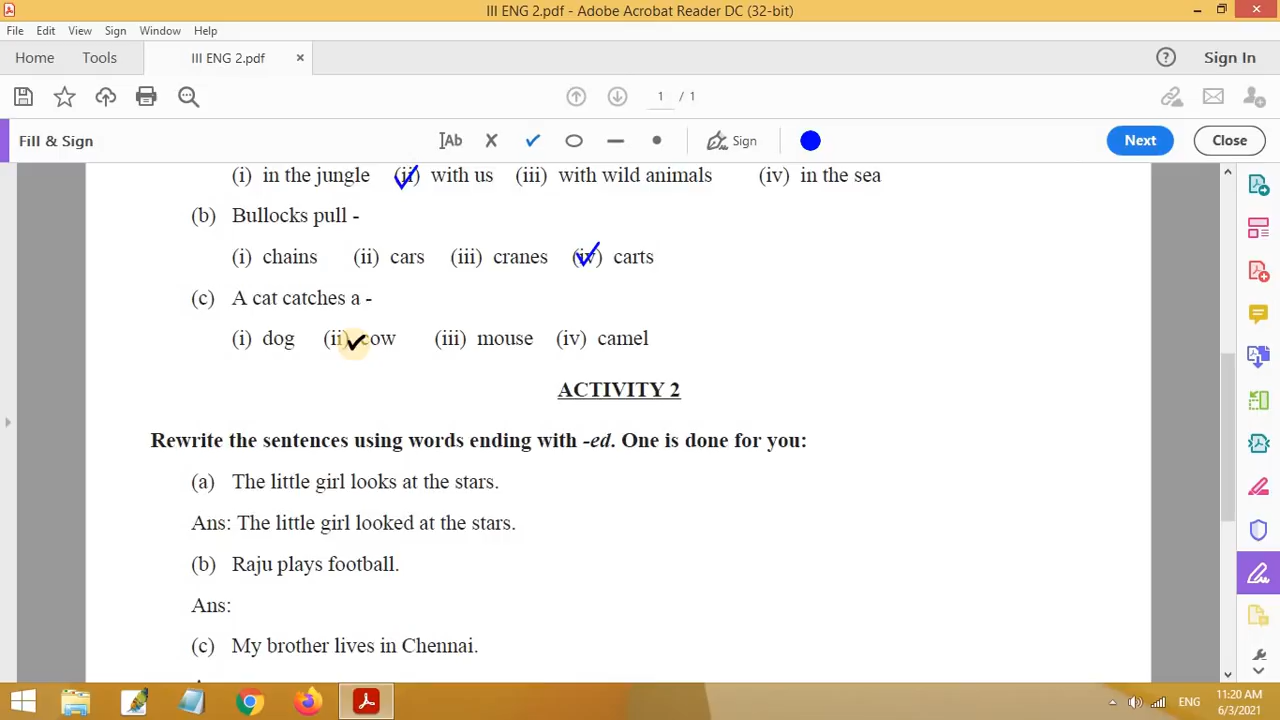 III ENG 2.pdf - Adobe Acrobat Reader DC (32-bit)
File Edit View Sign Window Help
Home Tools III ENG 2.pdf × Sign In
1 / 1
Fill & Sign Ab Sign Next Close
(i) in the jungle (ii) with us (iii) with wild animals (iv) in the sea
(b) Bullocks pull -
(i) chains (ii) cars (iii) cranes (iv) carts
(c) A cat catches a -
(i) dog (ii) cow (iii) mouse (iv) camel
ACTIVITY 2
Rewrite the sentences using words ending with -ed. One is done for you:
(a) The little girl looks at the stars.
Ans: The little girl looked at the stars.
(b) Raju plays football.
Ans:
(c) My brother lives in Chennai.
ENG 11:20 AM
6/3/2021